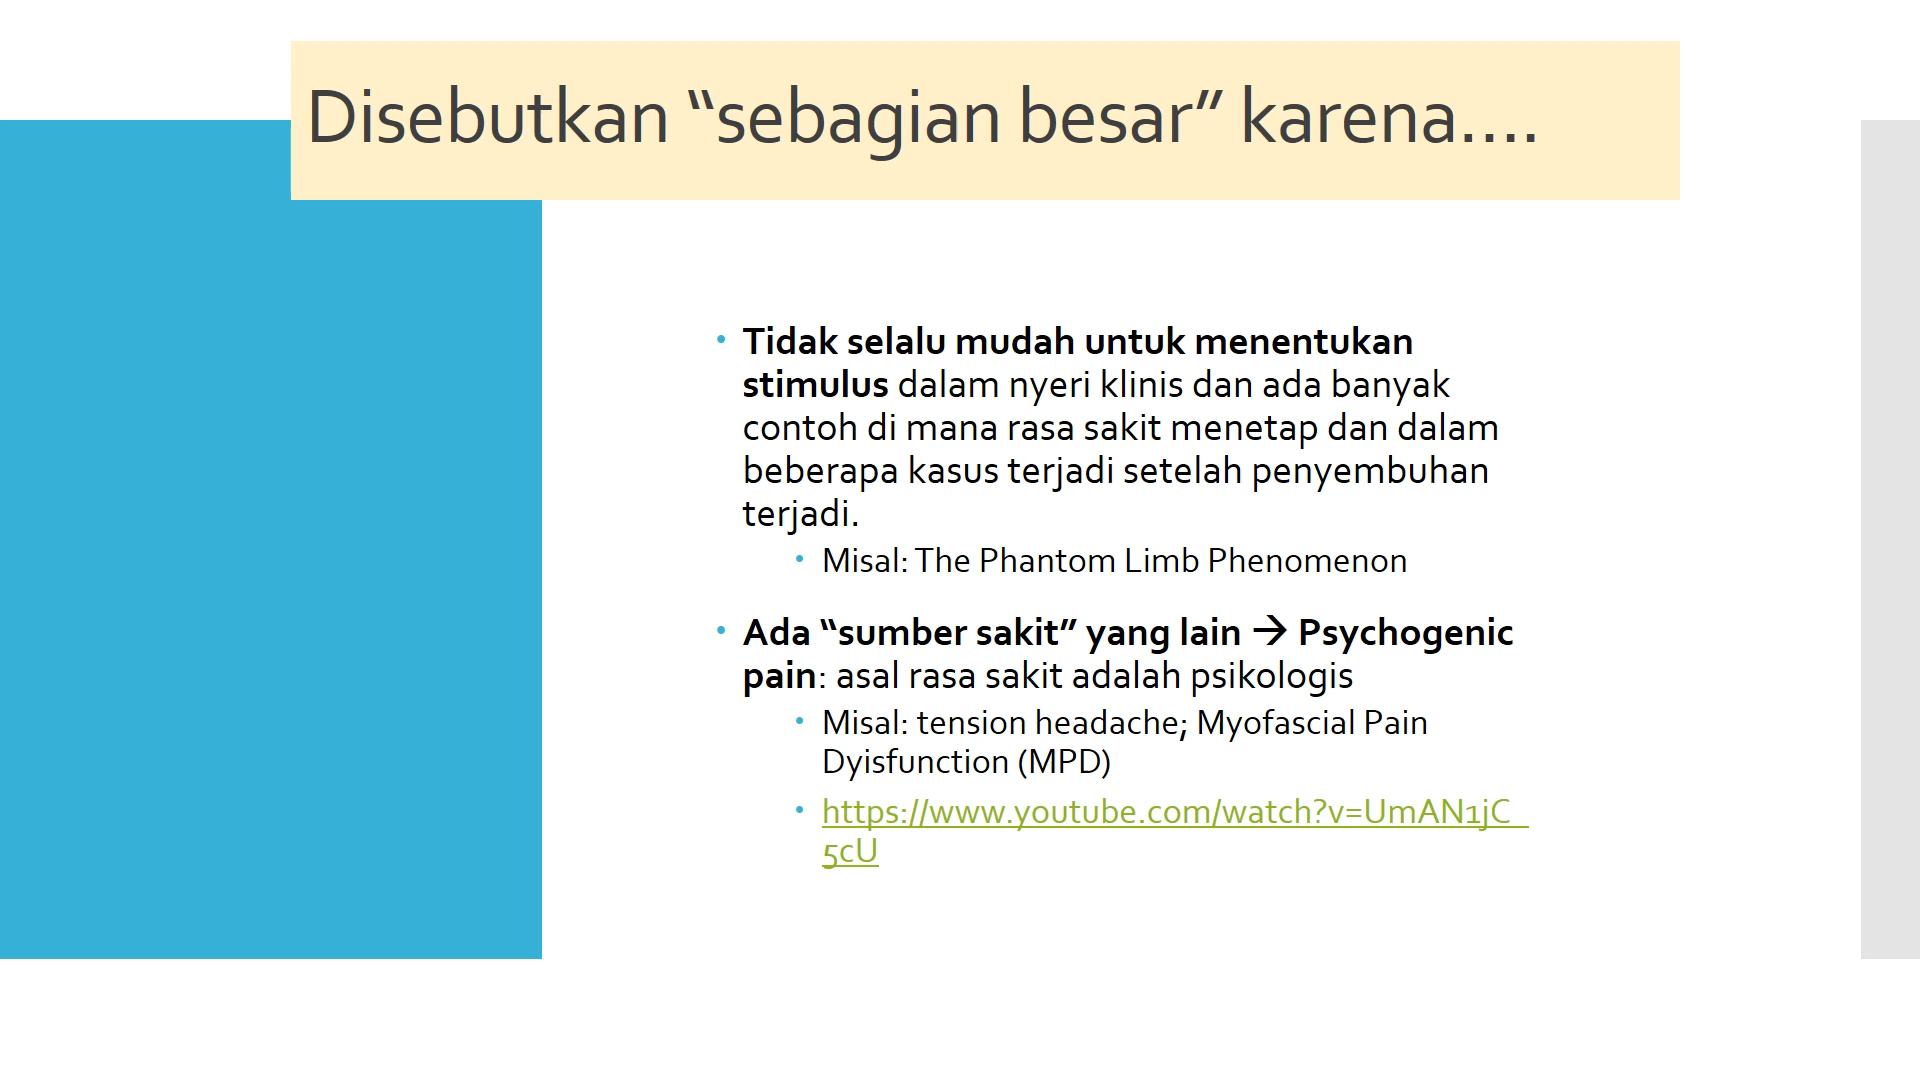 Disebutkan “sebagian besar” karena....
• Tidak selalu mudah untuk menentukan
stimulus dalam nyeri klinis dan ada banyak
contoh di mana rasa sakit menetap dan dalam
beberapa kasus terjadi setelah penyembuhan
terjadi.
• Misal: The Phantom Limb Phenomenon
• Ada “sumber sakit” yang lain → Psychogenic
pain: asal rasa sakit adalah psikologis
• Misal: tension headache; Myofascial Pain
Dyisfunction (MPD)
• https://www.youtube.com/watch?v=UmAN1jC_
5cU